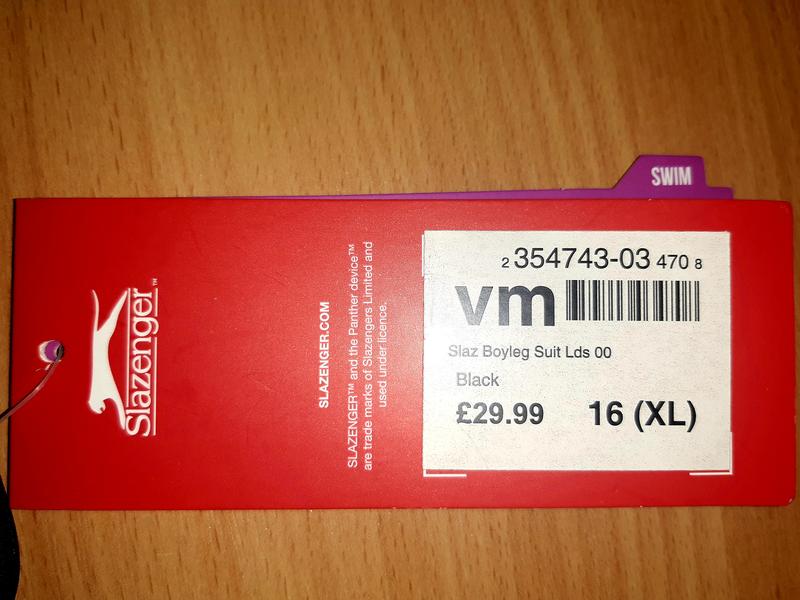 SWIM
Slazenger™
SLAZENGER.COM
SLAZENGER™ and the Panther device™
are trade marks of Slazengers Limited and
used under licence.
2 354743-03 470 8
vm
Slaz Boyleg Suit Lds 00
Black
£29.99 16 (XL)